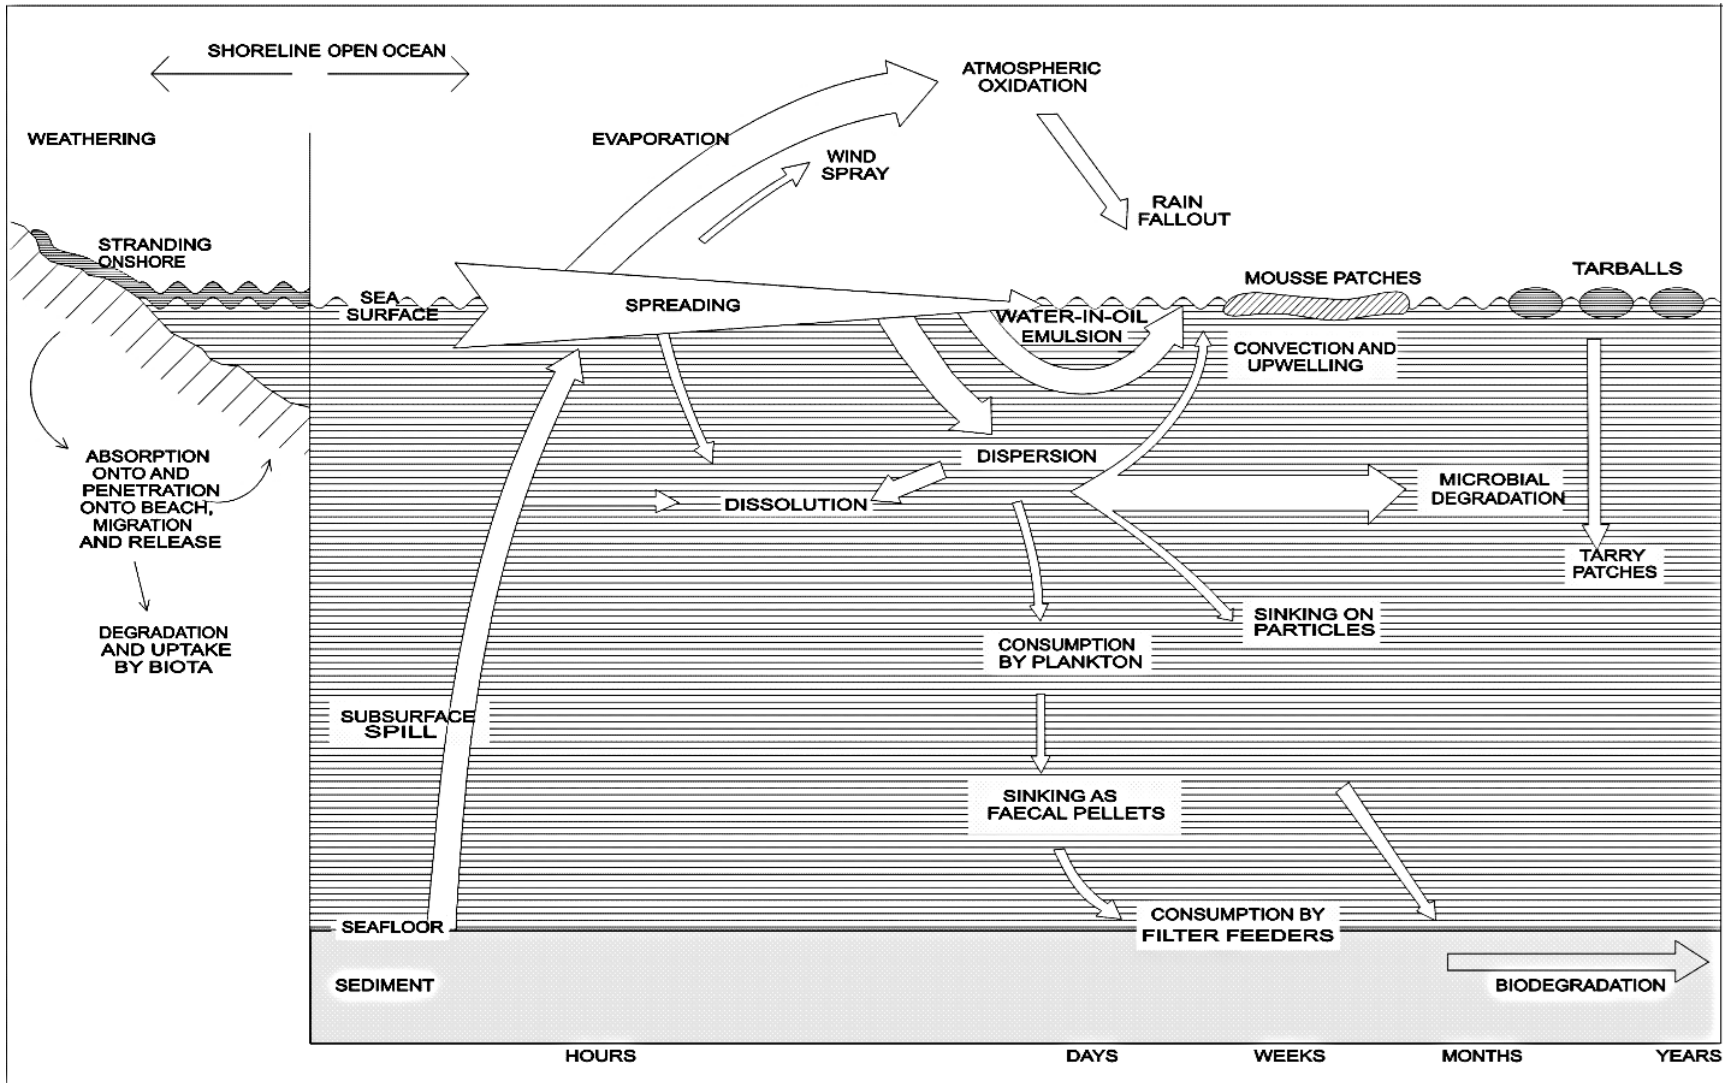 SHORELINE OPEN OCEAN
ATMOSPHERIC
OXIDATION
WEATHERING
EVAPORATION
WIND
SPRAY
RAIN
FALLOUT
STRANDING
ONSHORE
SEA
SURFACE
SPREADING
MOUSSE PATCHES
TARBALLS
WATER-IN-OIL
EMULSION
CONVECTION AND
UPWELLING
ABSORPTION
ONTO AND
PENETRATION
ONTO BEACH,
MIGRATION
AND RELEASE
DISPERSION
DISSOLUTION
MICROBIAL
DEGRADATION
TARRY
PATCHES
DEGRADATION
AND UPTAKE
BY BIOTA
CONSUMPTION
BY PLANKTON
SINKING ON
PARTICLES
SUBSURFACE
SPILL
SINKING AS
FAECAL PELLETS
SEAFLOOR
CONSUMPTION BY
FILTER FEEDERS
SEDIMENT
BIODEGRADATION
HOURS
DAYS
WEEKS
MONTHS
YEARS